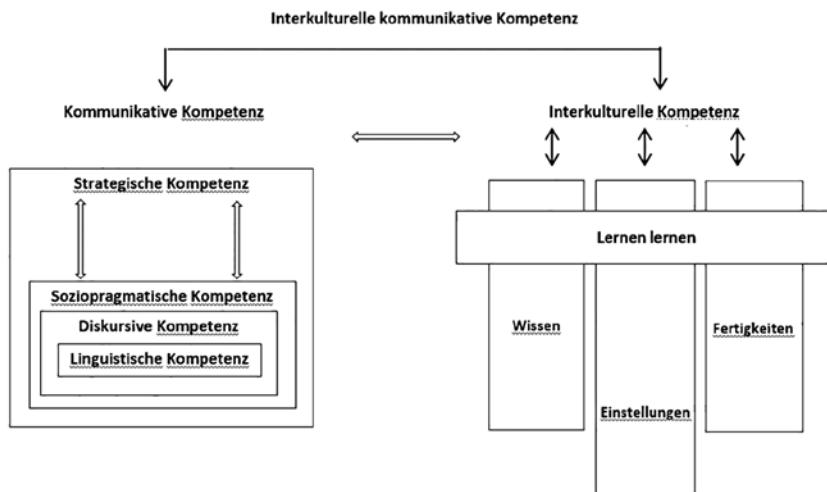 Interkulturelle kommunikative Kompetenz
Kommunikative Kompetenz
Interkulturelle Kompetenz
Strategische Kompetenz
Soziopragmatische Kompetenz
Diskursive Kompetenz
Linguistische Kompetenz
Lernen lernen
Wissen
Fertigkeiten
Einstellungen